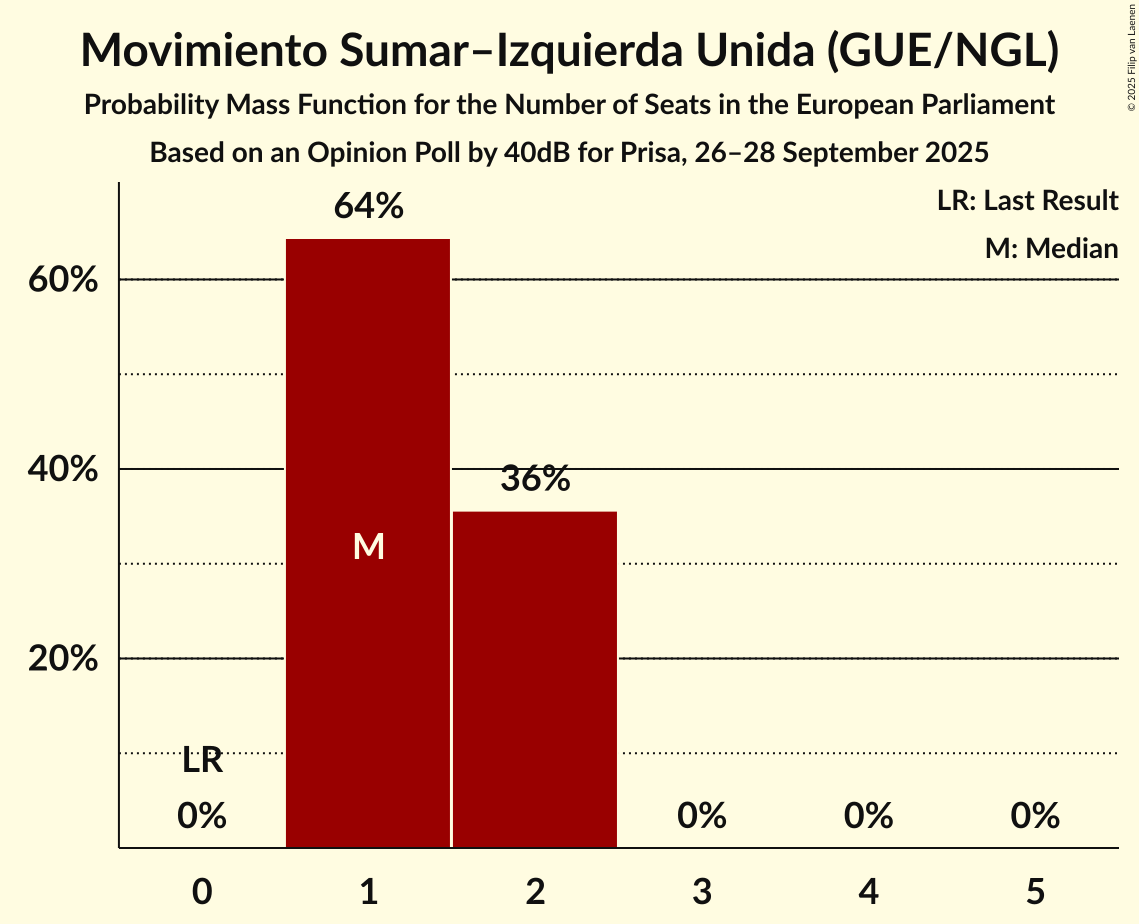 Movimiento Sumar–Izquierda Unida (GUE/NGL)
Probability Mass Function for the Number of Seats in the European Parliament
Based on an Opinion Poll by 40dB for Prisa, 26–28 September 2025
© 2025 Filip van Laenen
LR: Last Result
M: Median
64%
60%
40%
36%
M
20%
LR
0% 0% 0% 0%
0 1 2 3 4 5